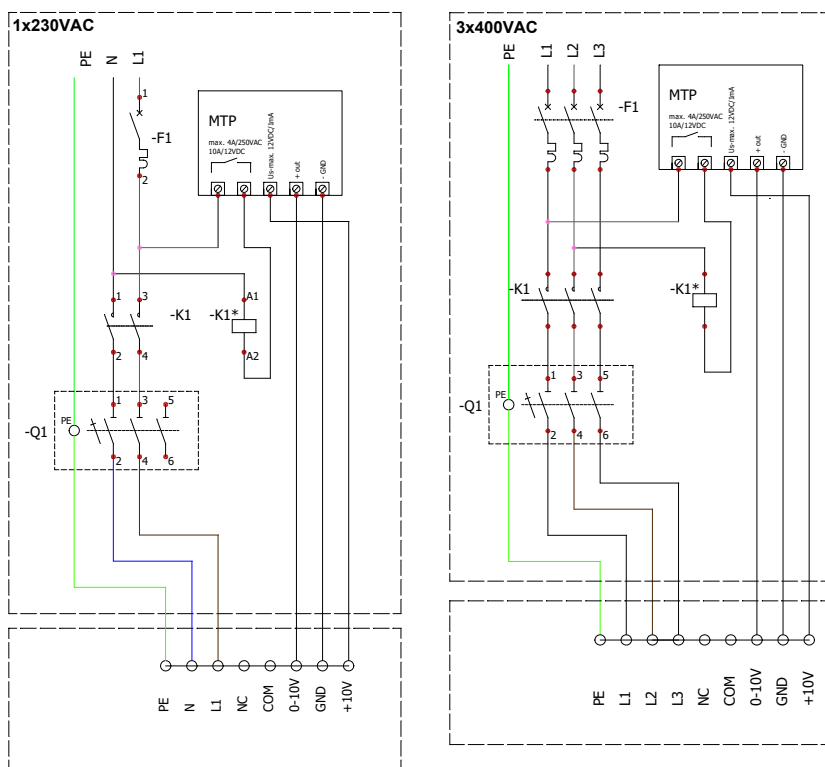 1x230VAC
PE
N
L1
1
-F1
2
MTP
max. 4A/250VAC
10A/12VDC
Us-max. 12VDC/1mA
+ out
- GND
1
3
-K1
2
4
A1
-K1*
A2
-Q1
PE
1
3
5
2
4
6
PE
N
L1
NC
COM
0-10V
GND
+10V
3x400VAC
PE
L1
L2
L3
-F1
MTP
max. 4A/250VAC
10A/12VDC
Us-max. 12VDC/1mA
+ out
- GND
-K1
-K1*
-Q1
PE
1
3
5
2
4
6
PE
L1
L2
L3
NC
COM
0-10V
GND
+10V